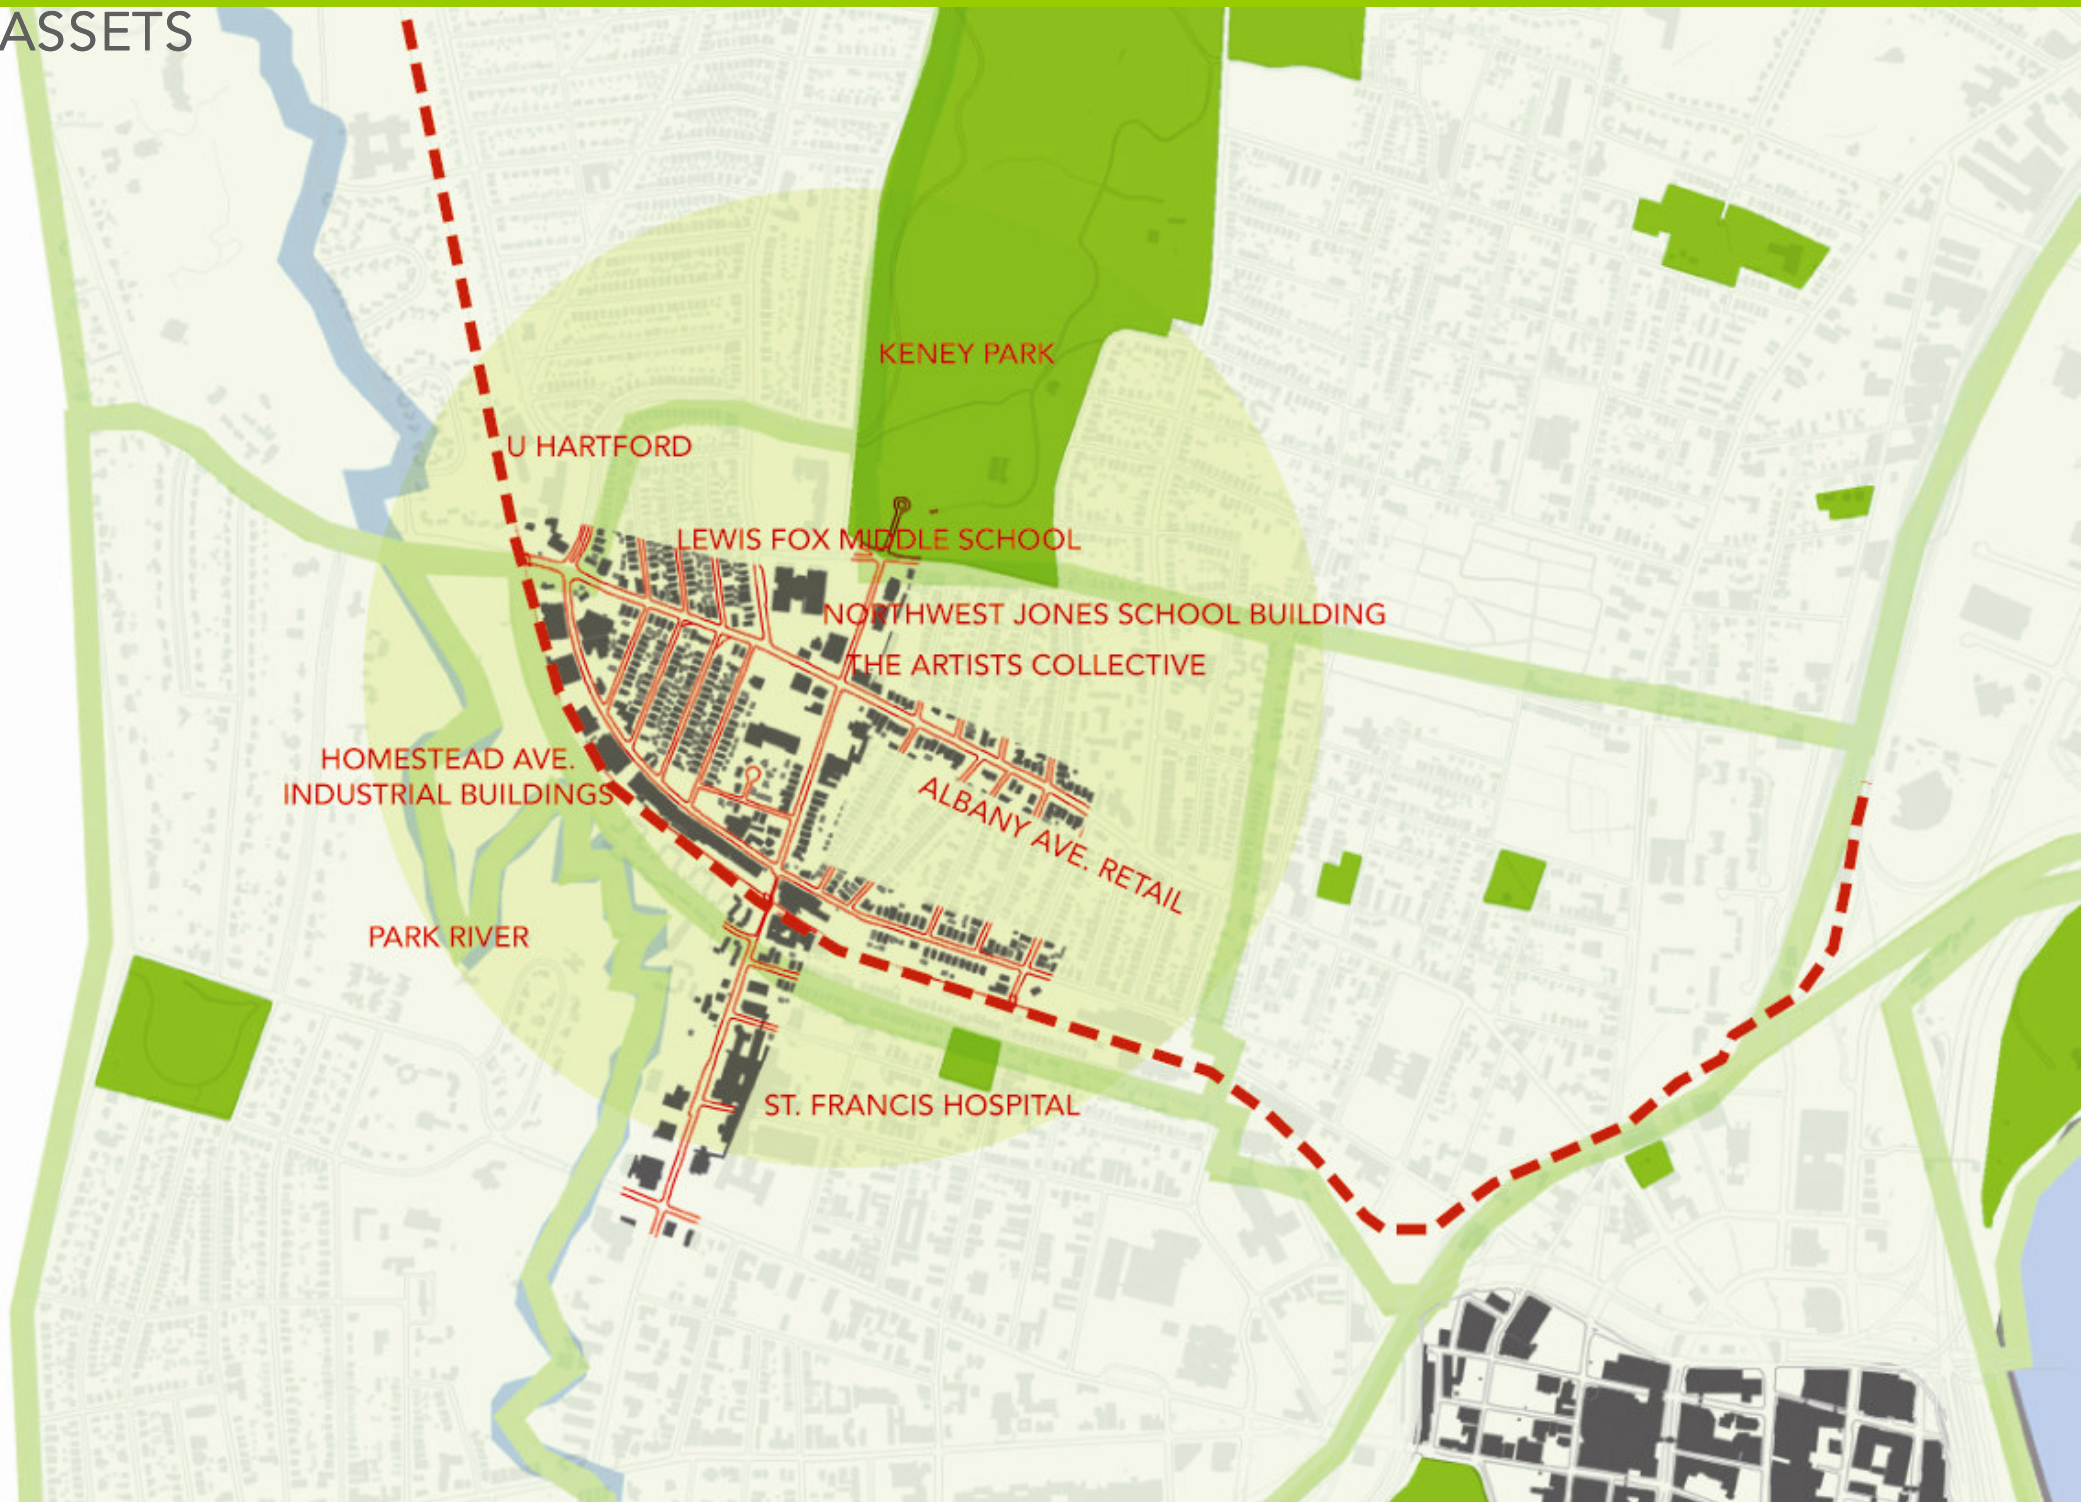 ASSETS
KENEY PARK
U HARTFORD
LEWIS FOX MIDDLE SCHOOL
NORTHWEST JONES SCHOOL BUILDING
THE ARTISTS COLLECTIVE
HOMESTEAD AVE.
INDUSTRIAL BUILDINGS
ALBANY AVE. RETAIL
PARK RIVER
ST. FRANCIS HOSPITAL